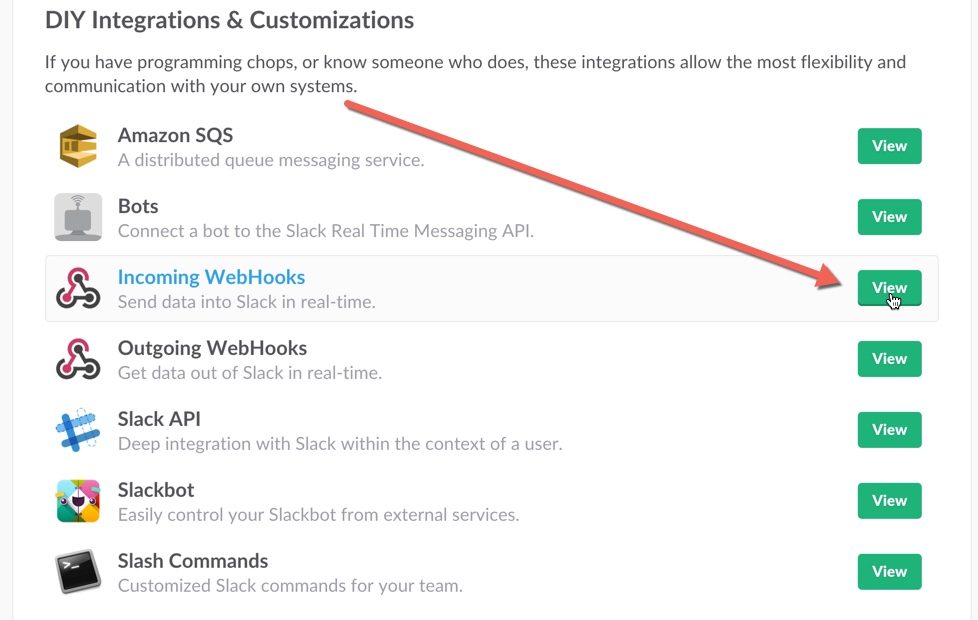 DIY Integrations & Customizations
If you have programming chops, or know someone who does, these integrations allow the most flexibility and
communication with your own systems.
Amazon SQS
A distributed queue messaging service.
View
Bots
Connect a bot to the Slack Real Time Messaging API.
View
Incoming WebHooks
Send data into Slack in real-time.
View
Outgoing WebHooks
Get data out of Slack in real-time.
View
Slack API
Deep integration with Slack within the context of a user.
View
Slackbot
Easily control your Slackbot from external services.
View
>_
Slash Commands
Customized Slack commands for your team.
View